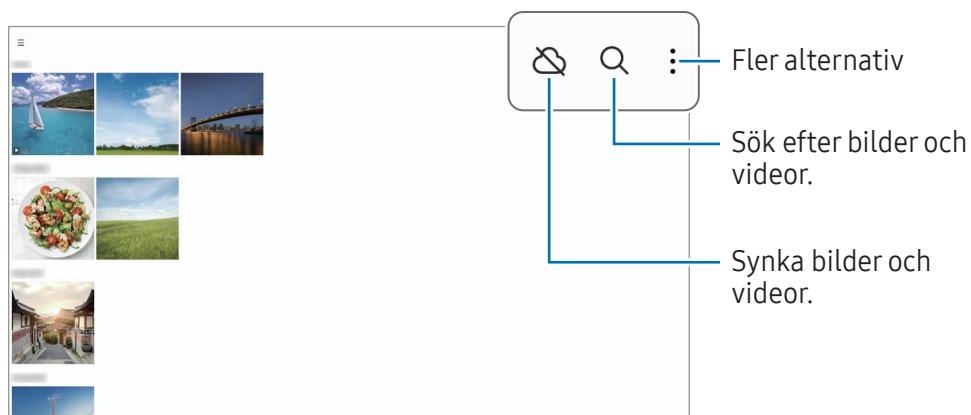 Fler alternativ
Sök efter bilder och
videor.
Synka bilder och
videor.